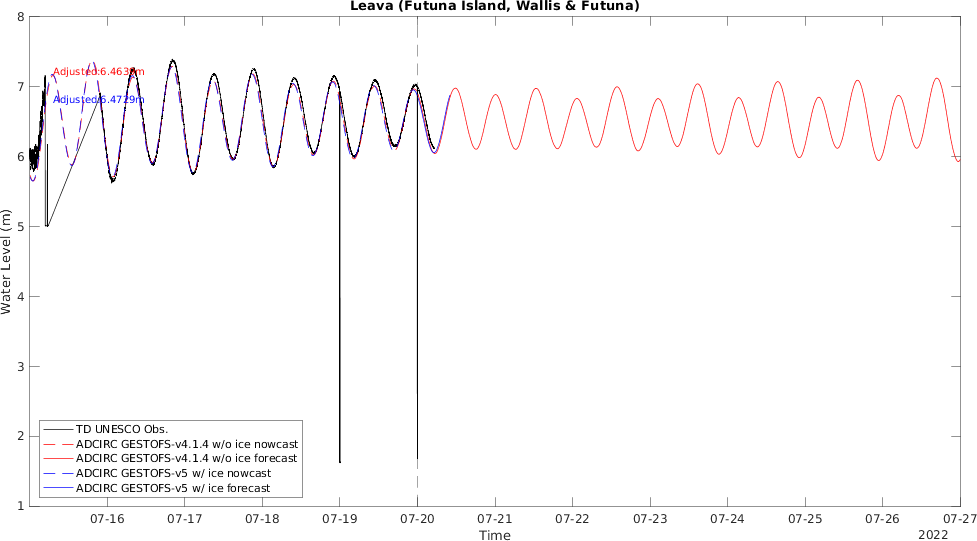 Leava (Futuna Island, Wallis & Futuna)
8
7
6
5
4
3
2
1
Water Level (m)
Adjusted:6.4639m
Adjusted:6.4729m
TD UNESCO Obs.
ADCIRC GESTOFS-v4.1.4 w/o ice nowcast
ADCIRC GESTOFS-v4.1.4 w/o ice forecast
ADCIRC GESTOFS-v5 w/ ice nowcast
ADCIRC GESTOFS-v5 w/ ice forecast
07-16 07-17 07-18 07-19 07-20 07-21 07-22 07-23 07-24 07-25 07-26 07-27
Time
2022